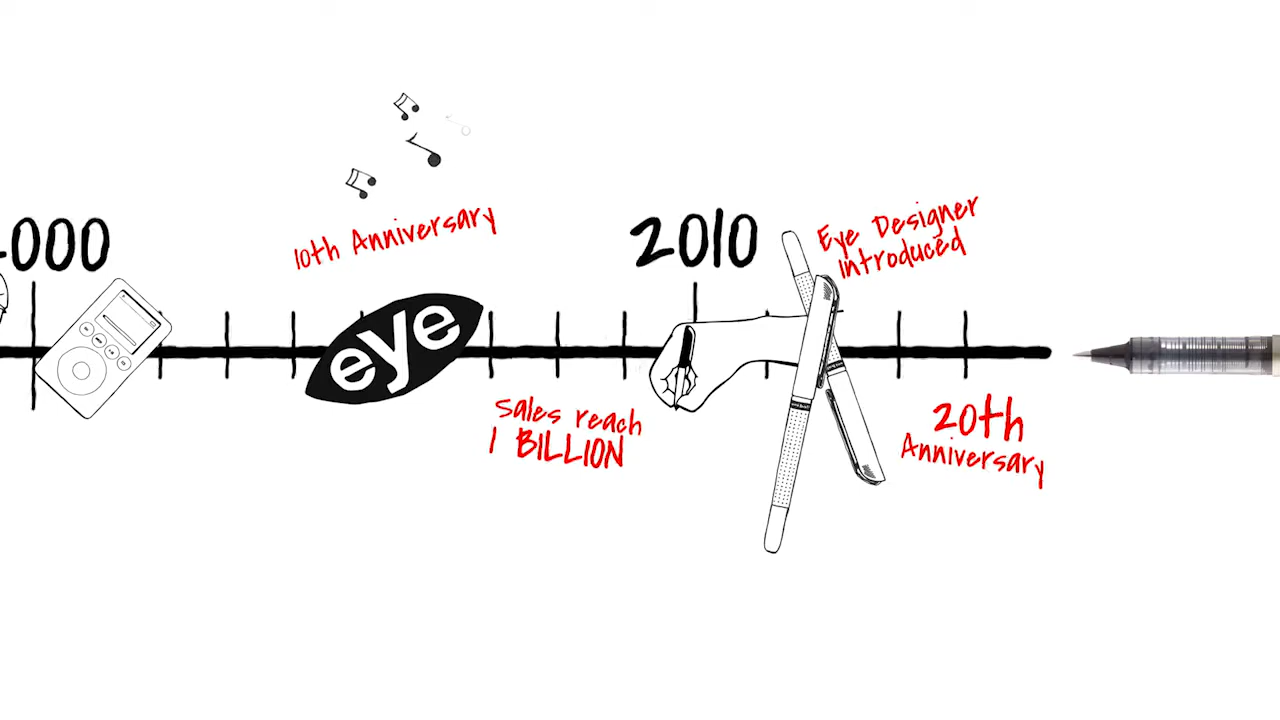 000
2010
10th Anniversary
Eye Designer
introduced
eye
Sales reach
1 BILLION
20th
Anniversary